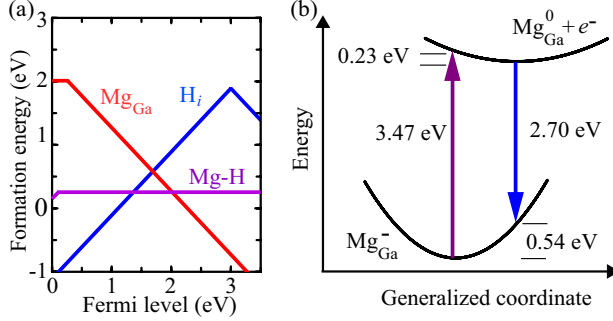 (a)
Formation energy (eV)
3
2
1
0
-1
0
1
2
3
Fermi level (eV)
Mg_Ga
H_i
Mg-H
(b)
Energy
Generalized coordinate
Mg_Ga^0 + e^-
0.23 eV
3.47 eV
2.70 eV
Mg_Ga^-
0.54 eV